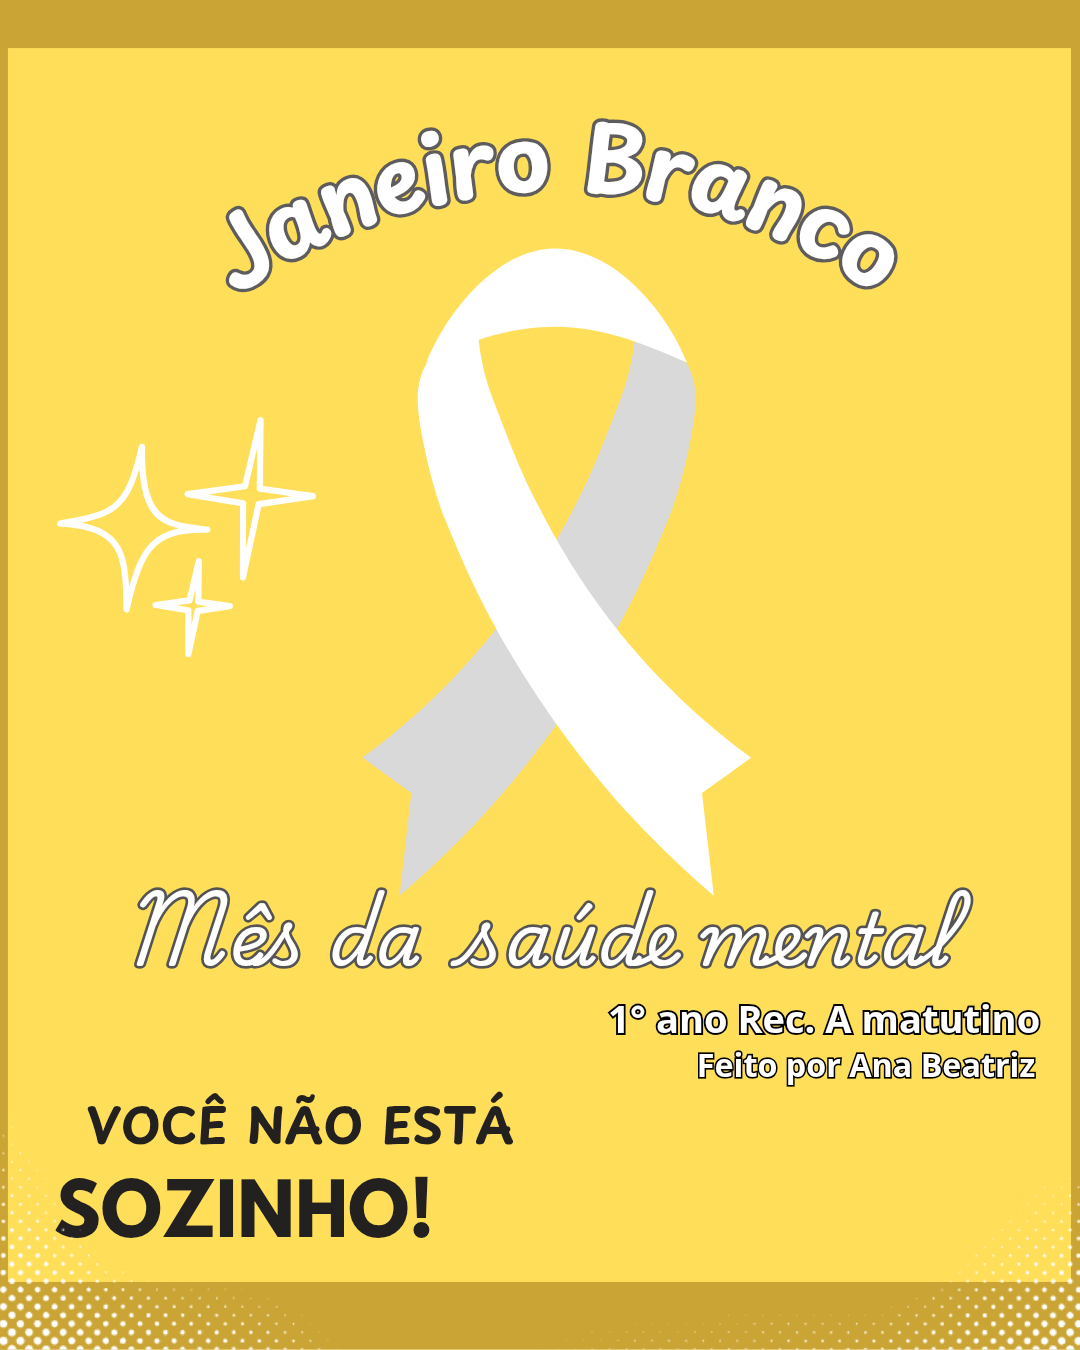 Janeiro Branco
Mês da saúde mental
1° ano Rec. A matutino
Feito por Ana Beatriz
VOCÊ NÃO ESTÁ
SOZINHO!